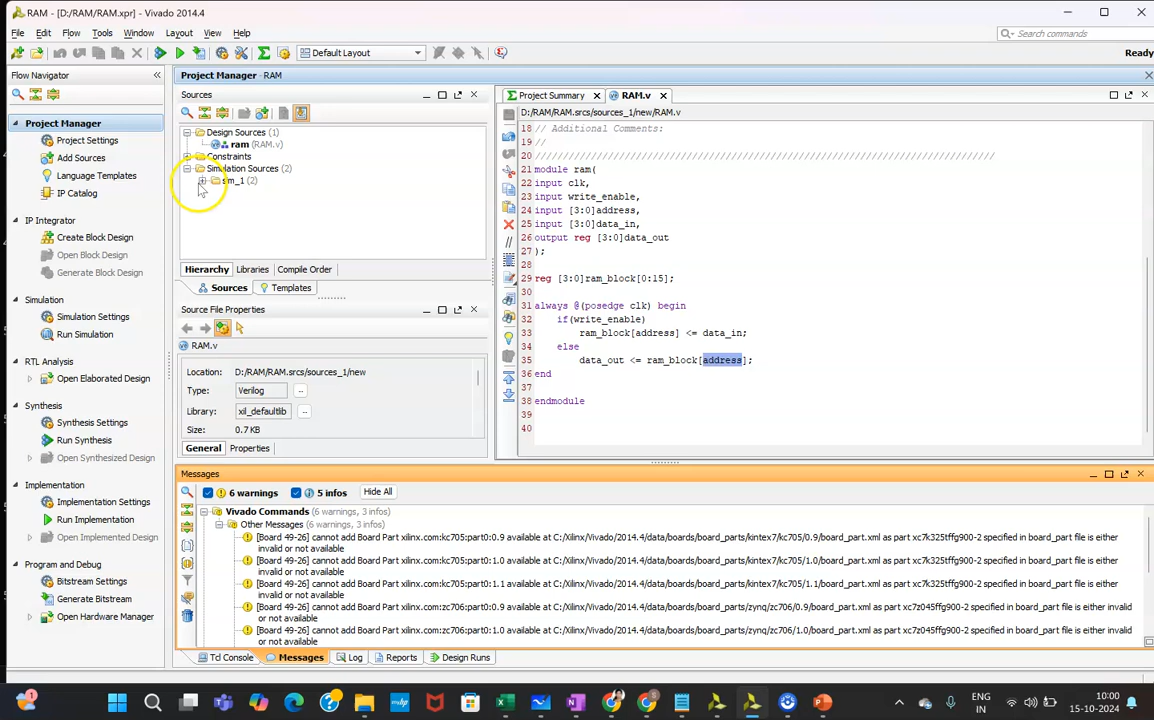 RAM - [D:/RAM/RAM.xpr] - Vivado 2014.4
File Edit Flow Tools Window Layout View Help
Search commands
Default Layout
Ready
Flow Navigator
Project Manager
Project Settings
Add Sources
Language Templates
IP Catalog
IP Integrator
Create Block Design
Open Block Design
Generate Block Design
Simulation
Simulation Settings
Run Simulation
RTL Analysis
Open Elaborated Design
Synthesis
Synthesis Settings
Run Synthesis
Open Synthesized Design
Implementation
Implementation Settings
Run Implementation
Open Implemented Design
Program and Debug
Bitstream Settings
Generate Bitstream
Open Hardware Manager
Project Manager - RAM
Sources
Design Sources (1)
ram (RAM.v)
Constraints
Simulation Sources (2)
sim_1 (2)
Hierarchy Libraries Compile Order
Sources Templates
Source File Properties
RAM.v
Location: D:/RAM/RAM.srcs/sources_1/new
Type: Verilog
Library: xil_defaultlib
Size: 0.7 KB
General Properties
Project Summary RAM.v
D:/RAM/RAM.srcs/sources_1/new/RAM.v
18 // Additional Comments:
19 //
20 //////////////////////////////////////////////////////////////////////////////////
21 module ram(
22 input clk,
23 input write_enable,
24 input [3:0]address,
25 input [3:0]data_in,
26 output reg [3:0]data_out
27 );
28
29 reg [3:0]ram_block[0:15];
30
31 always @(posedge clk) begin
32 if(write_enable)
33 ram_block[address] <= data_in;
34 else
35 data_out <= ram_block[address];
36 end
37
38 endmodule
39
40
Messages
6 warnings 5 infos Hide All
Vivado Commands (6 warnings, 3 infos)
Other Messages (6 warnings, 3 infos)
[Board 49-26] cannot add Board Part xilinx.com:kc705:part0:0.9 available at C:/Xilinx/Vivado/2014.4/data/boards/board_parts/kintex7/kc705/0.9/board_part.xml as part xc7k325tffg900-2 specified in board_part file is either
invalid or not available
[Board 49-26] cannot add Board Part xilinx.com:kc705:part0:1.0 available at C:/Xilinx/Vivado/2014.4/data/boards/board_parts/kintex7/kc705/1.0/board_part.xml as part xc7k325tffg900-2 specified in board_part file is either
invalid or not available
[Board 49-26] cannot add Board Part xilinx.com:kc705:part0:1.1 available at C:/Xilinx/Vivado/2014.4/data/boards/board_parts/kintex7/kc705/1.1/board_part.xml as part xc7k325tffg900-2 specified in board_part file is either
invalid or not available
[Board 49-26] cannot add Board Part xilinx.com:zc706:part0:0.9 available at C:/Xilinx/Vivado/2014.4/data/boards/board_parts/zynq/zc706/0.9/board_part.xml as part xc7z045ffg900-2 specified in board_part file is either invalid
or not available
[Board 49-26] cannot add Board Part xilinx.com:zc706:part0:1.0 available at C:/Xilinx/Vivado/2014.4/data/boards/board_parts/zynq/zc706/1.0/board_part.xml as part xc7z045ffg900-2 specified in board_part file is either invalid
or not available
Tcl Console Messages Log Reports Design Runs
ENG
IN
10:00
15-10-2024